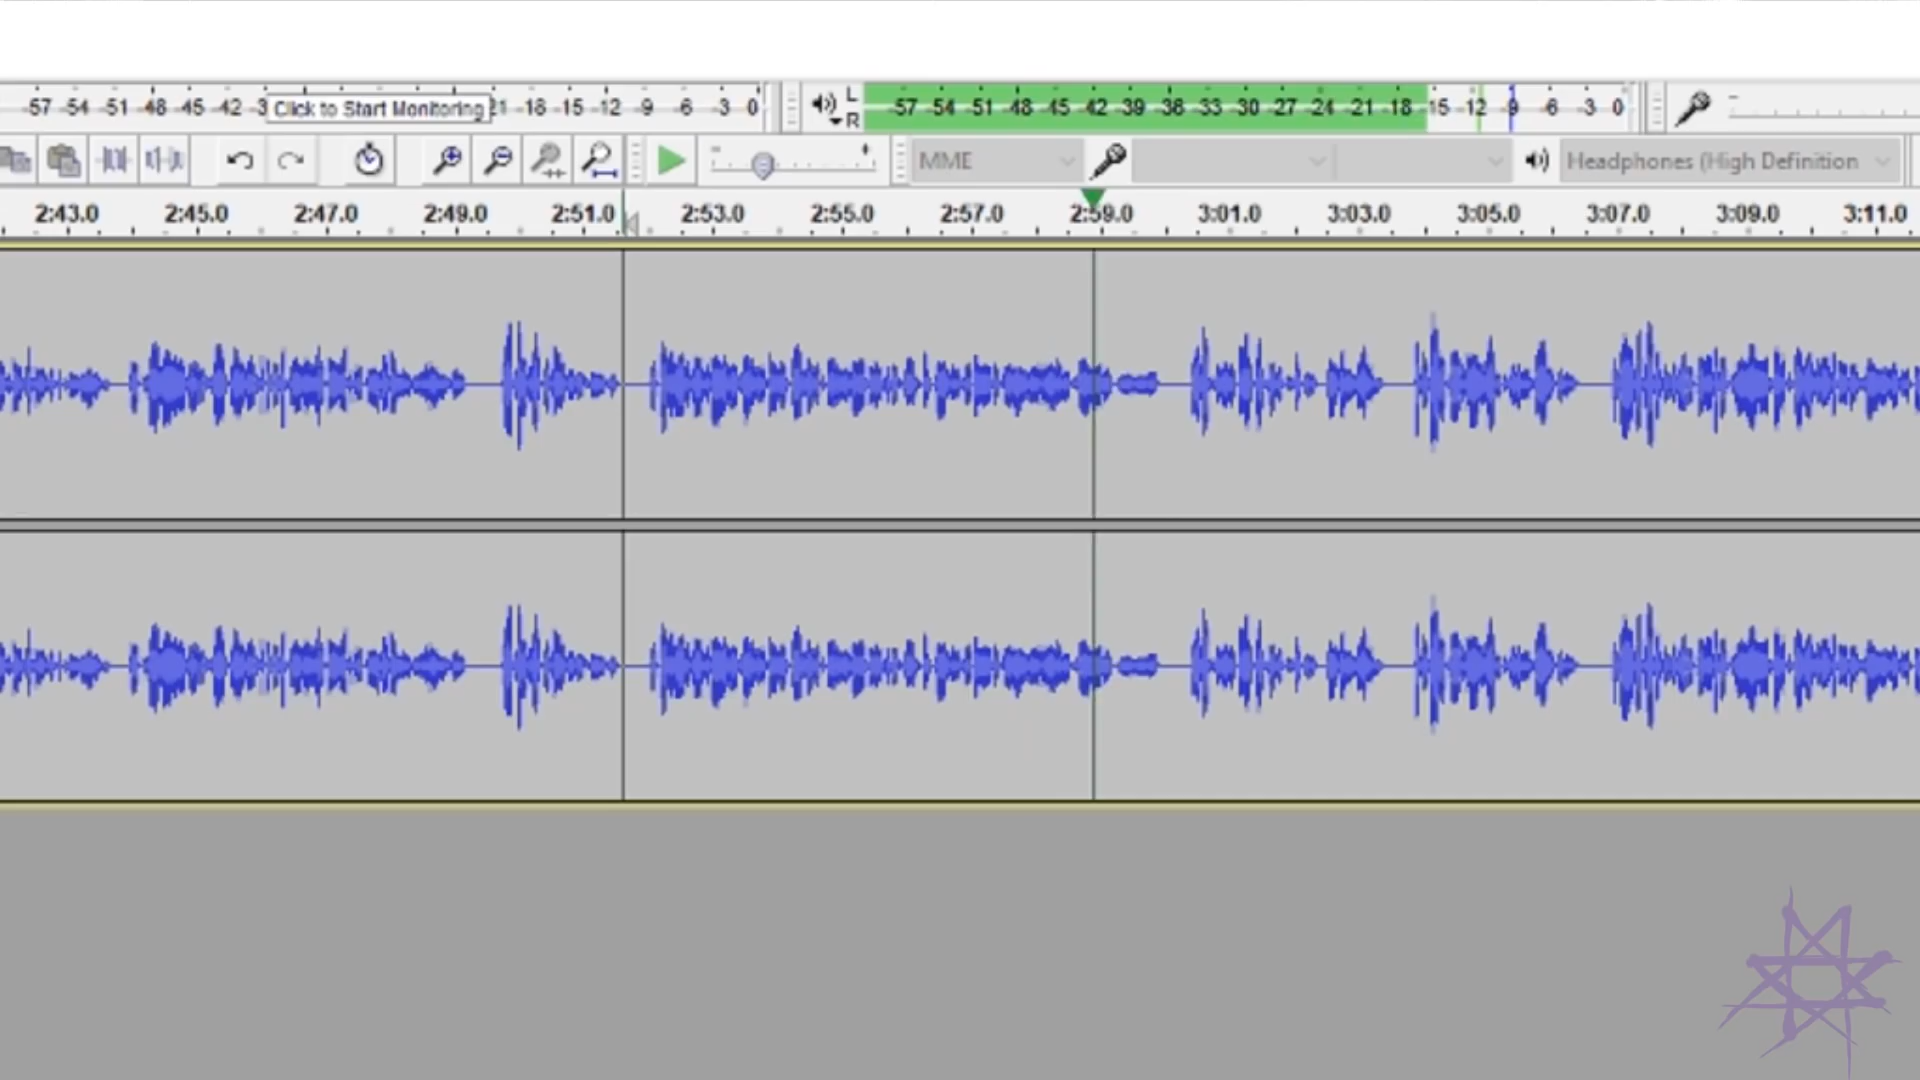 -57 -54 -51 -48 -45 -42 -3 Click to Start Monitoring 21 -18 -15 -12 -9 -6 -3 0
L
R
-57 -54 -51 -48 -45 -42 -39 -36 -33 -30 -27 -24 -21 -18 -15 -12 -9 -6 -3 0
MME
Headphones (High Definition
2:43.0 2:45.0 2:47.0 2:49.0 2:51.0 2:53.0 2:55.0 2:57.0 2:59.0 3:01.0 3:03.0 3:05.0 3:07.0 3:09.0 3:11.0